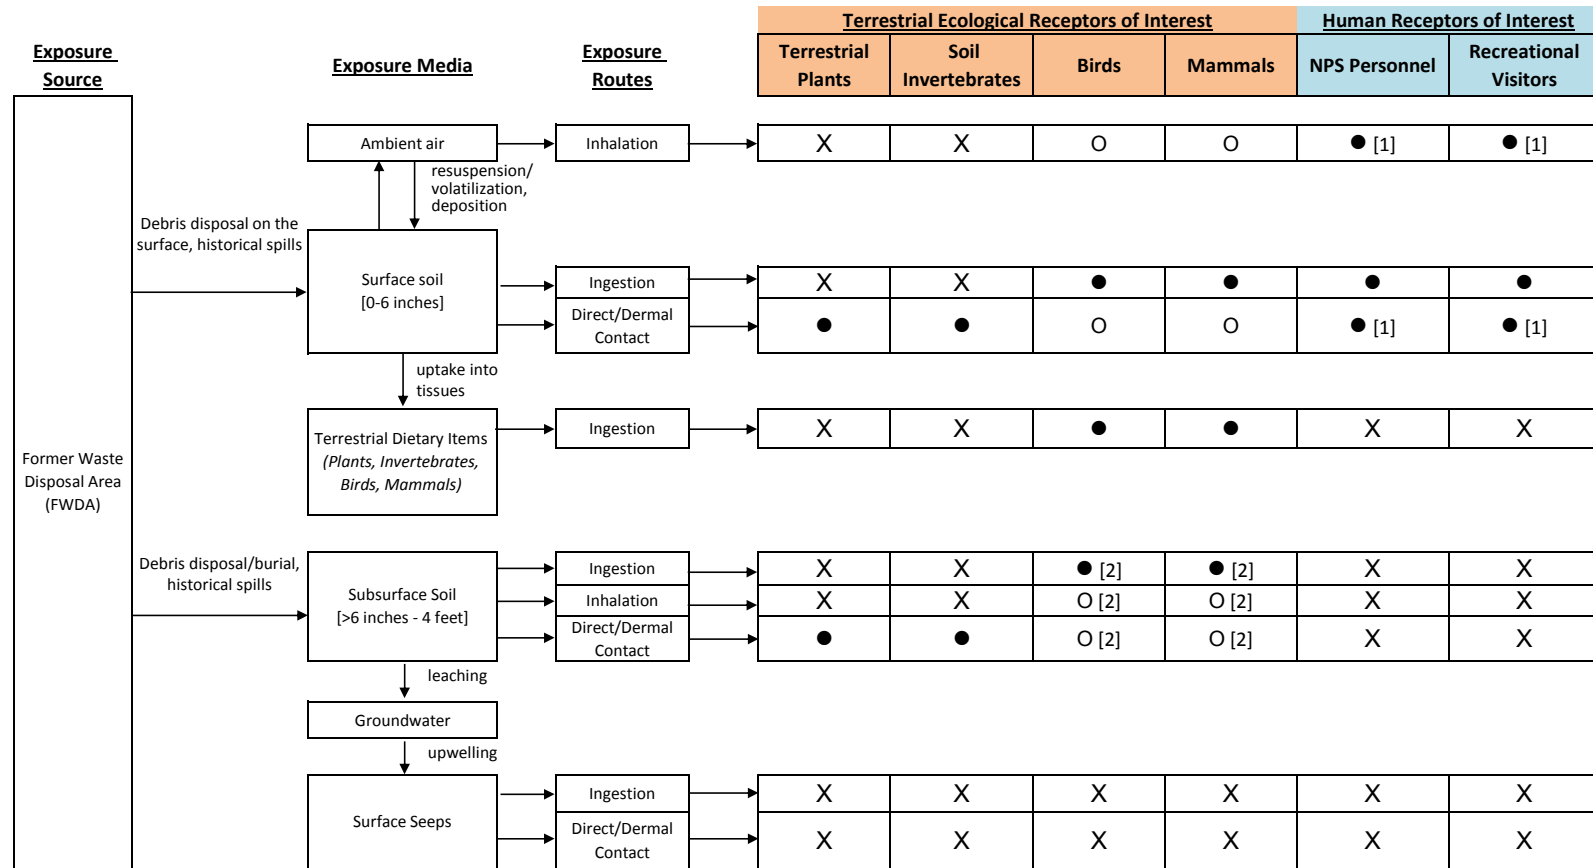 Terrestrial Ecological Receptors of Interest
Human Receptors of Interest
Exposure
Source
Exposure Media
Exposure
Routes
Terrestrial
Plants
Soil
Invertebrates
Birds
Mammals
NPS Personnel
Recreational
Visitors
Ambient air
Inhalation
X X O O ● [1] ● [1]
resuspension/
volatilization,
deposition
Debris disposal on the
surface, historical spills
Surface soil
[0-6 inches]
Ingestion
X X ● ● ● ●
Direct/Dermal
Contact
● ● O O ● [1] ● [1]
uptake into
tissues
Terrestrial Dietary Items
(Plants, Invertebrates,
Birds, Mammals)
Ingestion
X X ● ● X X
Former Waste
Disposal Area
(FWDA)
Debris disposal/burial,
historical spills
Subsurface Soil
[>6 inches - 4 feet]
Ingestion
X X ● [2] ● [2] X X
Inhalation
X X O [2] O [2] X X
Direct/Dermal
Contact
● ● O [2] O [2] X X
leaching
Groundwater
upwelling
Surface Seeps
Ingestion
X X X X X X
Direct/Dermal
Contact
X X X X X X